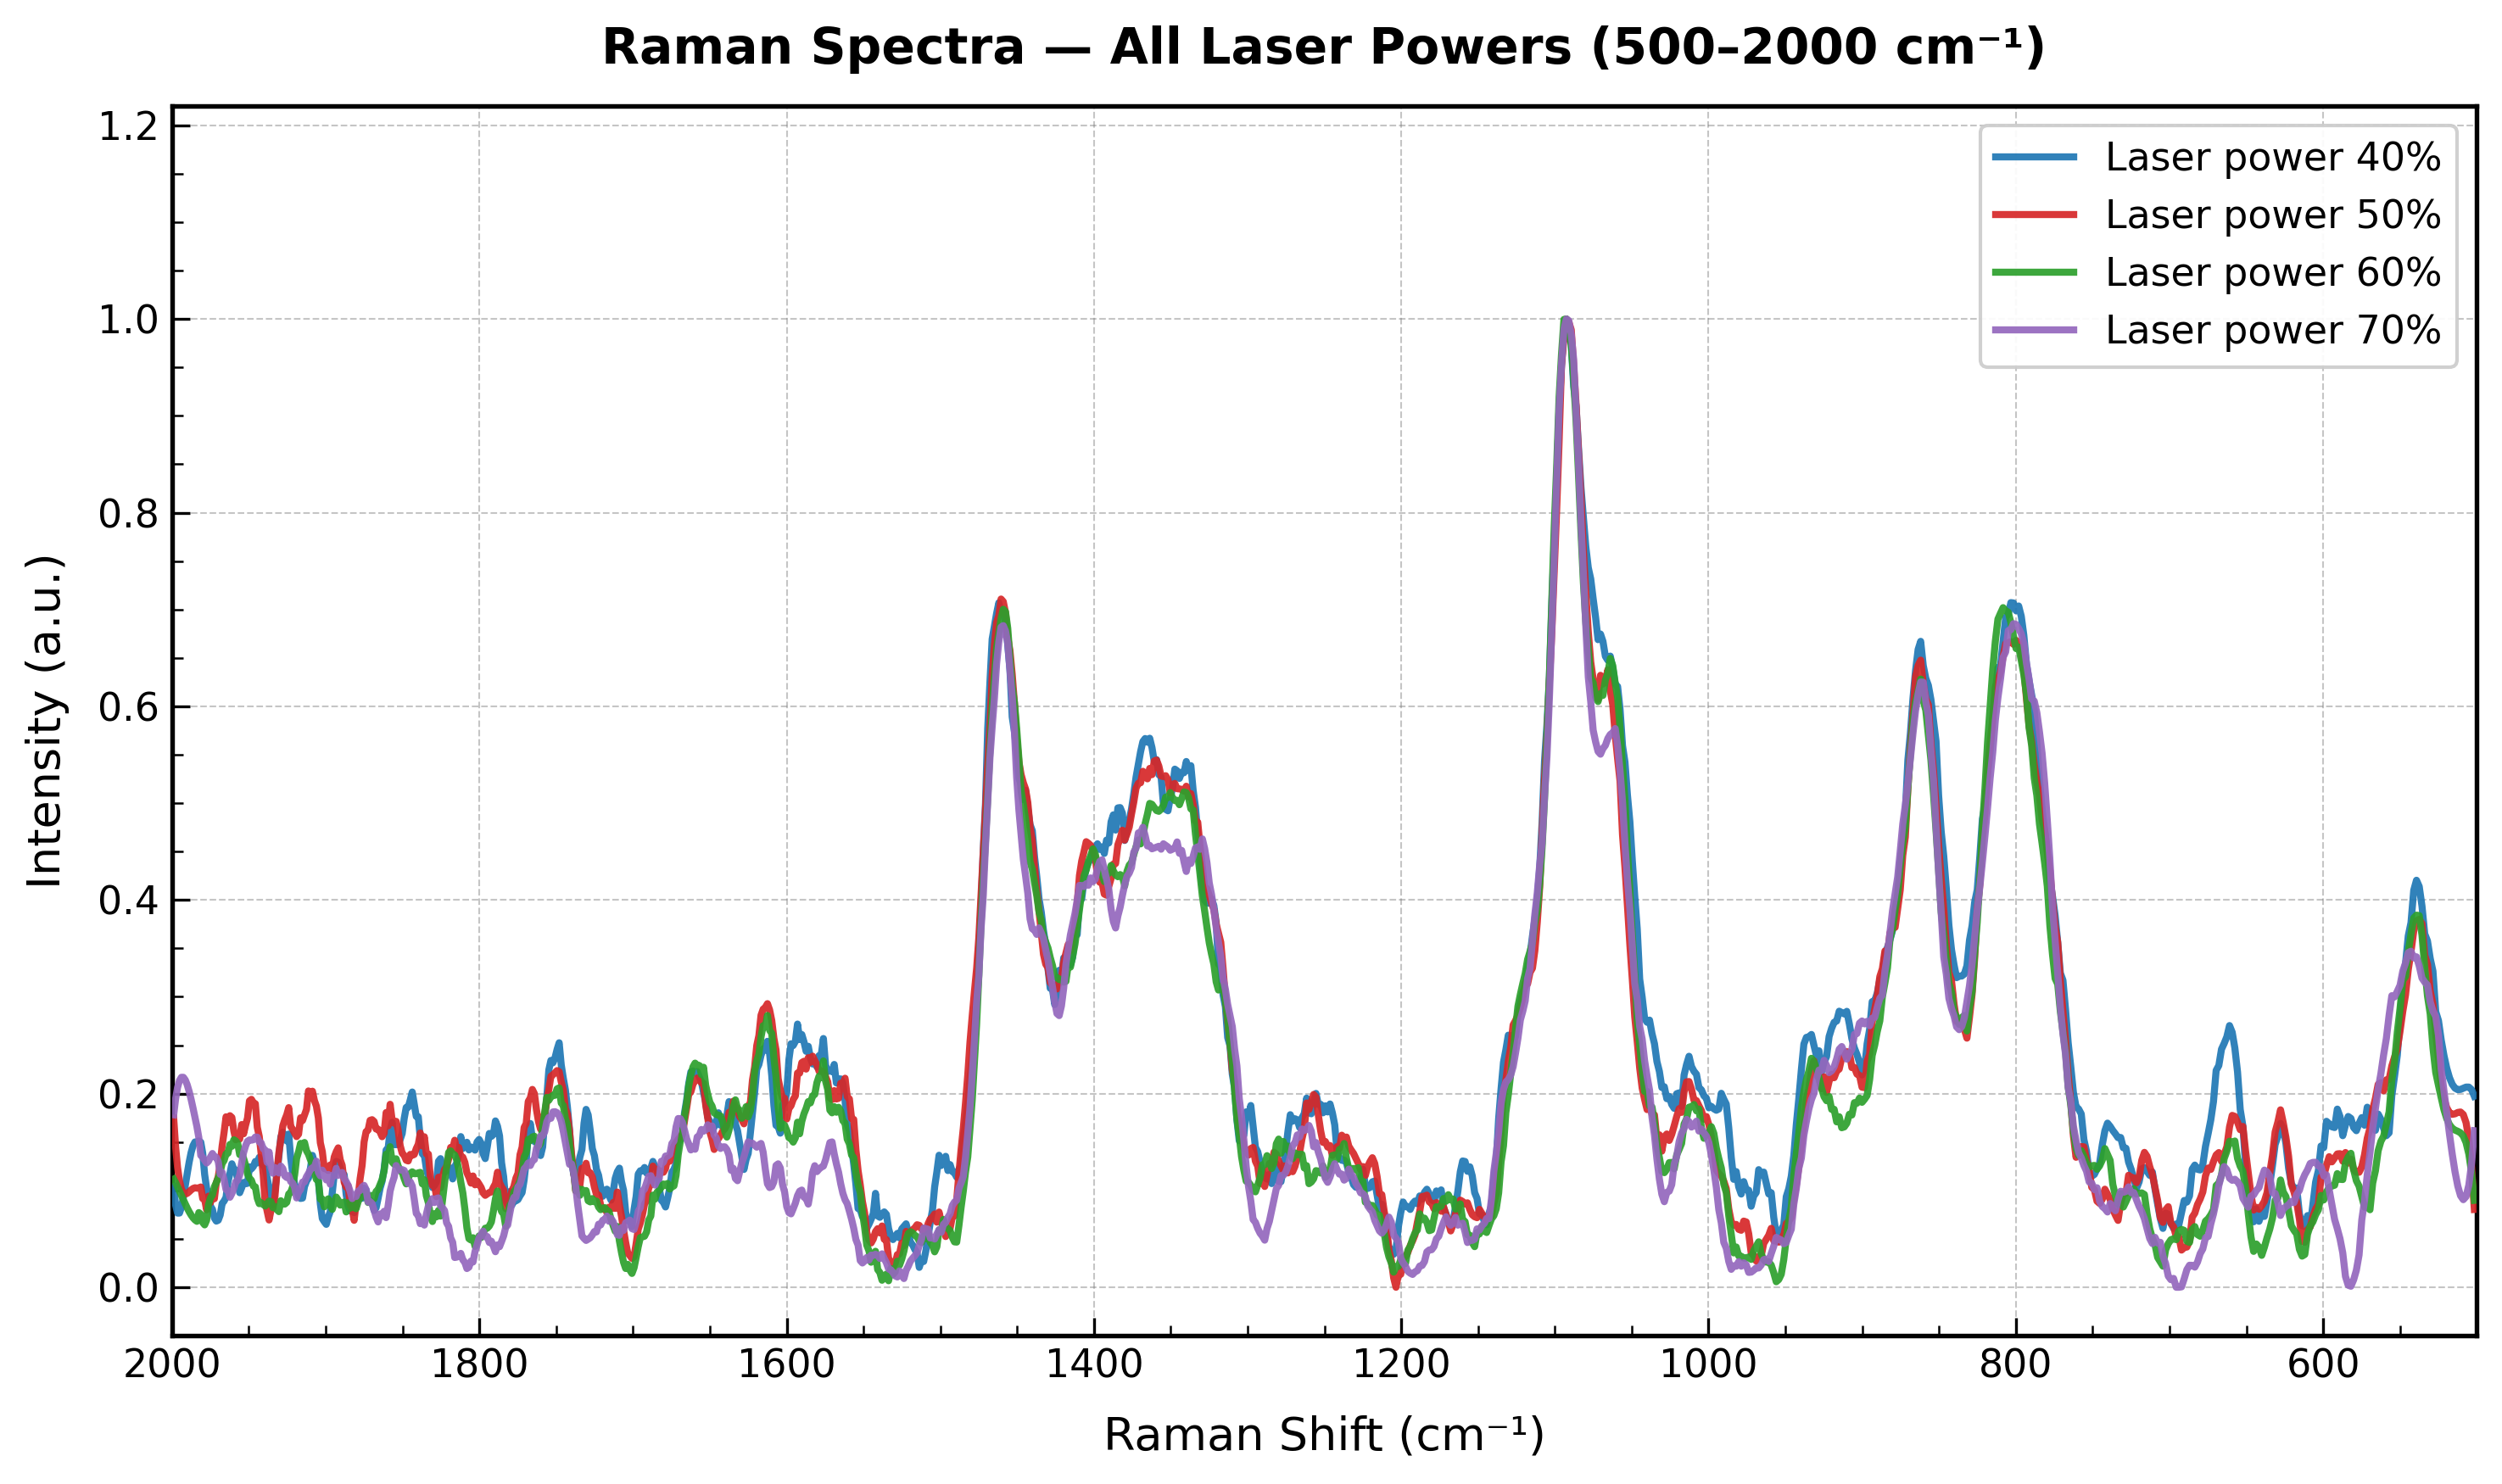 Raman Spectra — All Laser Powers (500–2000 cm⁻¹)
Intensity (a.u.)
1.2
1.0
0.8
0.6
0.4
0.2
0.0
Laser power 40%
Laser power 50%
Laser power 60%
Laser power 70%
2000 1800 1600 1400 1200 1000 800 600
Raman Shift (cm⁻¹)